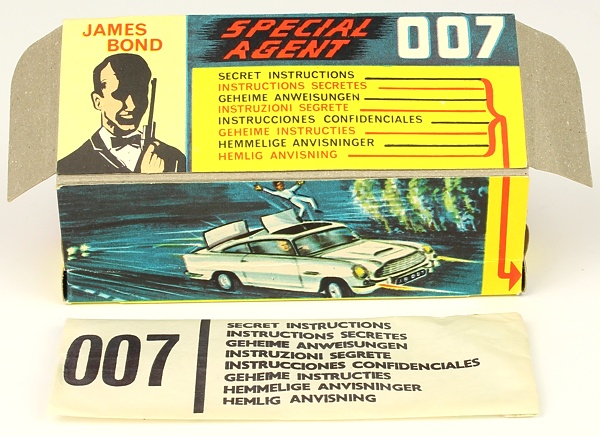 JAMES
BOND
SPECIAL
AGENT
007
SECRET INSTRUCTIONS
INSTRUCTIONS SECRETES
GEHEIME ANWEISUNGEN
INSTRUZIONI SEGRETE
INSTRUCCIONES CONFIDENCIALES
GEHEIME INSTRUCTIES
HEMMELIGE ANVISNINGER
HEMLIG ANVISNING
007
SECRET INSTRUCTIONS
INSTRUCTIONS SECRETES
GEHEIME ANWEISUNGEN
INSTRUZIONI SEGRETE
INSTRUCCIONES CONFIDENCIALES
GEHEIME INSTRUCTIES
HEMMELIGE ANVISNINGER
HEMLIG ANVISNING